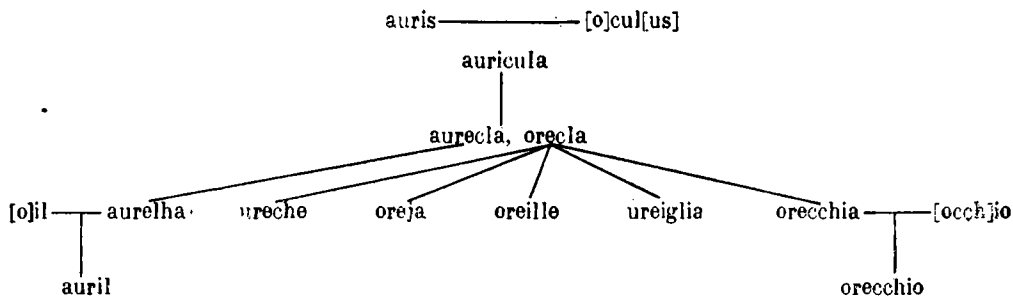 auris [o]cul[us]
auricula
aurecla, orecla
[o]il aurelha ureche oreja oreille ureiglia orecchia [occh]io
auril orecchio